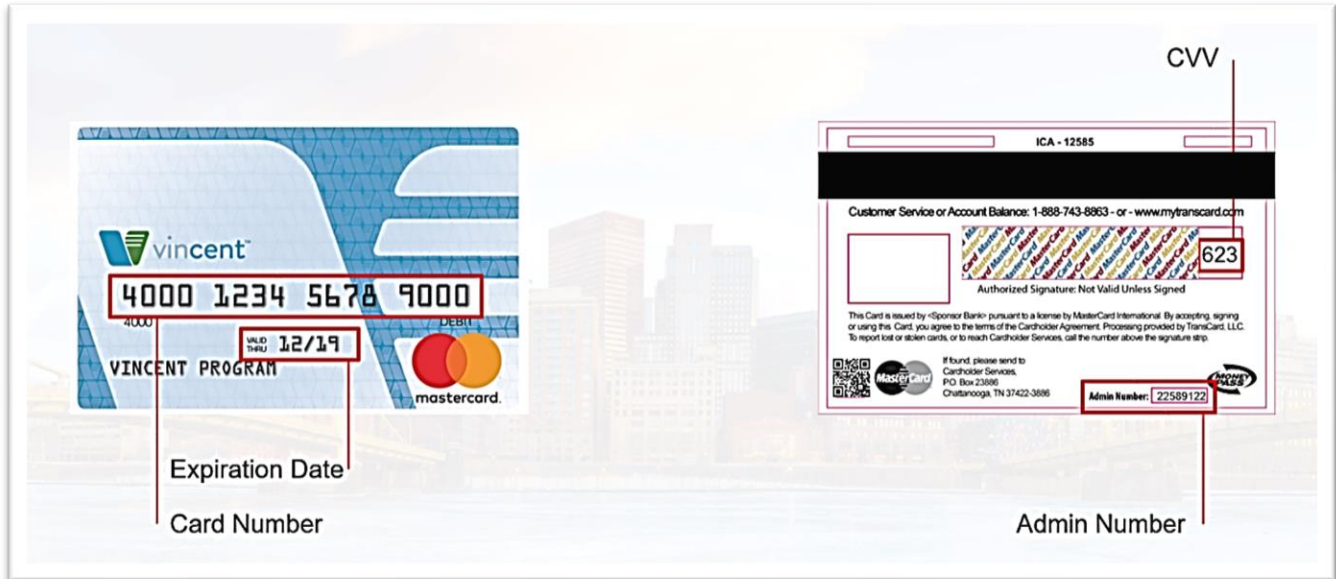 CVV
ICA - 12585
Customer Service or Account Balance: 1-888-743-8863 - or - www.mytranscard.com
623
Authorized Signature: Not Valid Unless Signed
This Card is issued by <Sponsor Bank> pursuant to a license by MasterCard International. By accepting, signing
or using this Card, you agree to the terms of the Cardholder Agreement. Processing provided by TransCard, LLC.
To report lost or stolen cards, or to reach Cardholder Services, call the number above the signature strip.
MasterCard
If found, please send to
Cardholder Services,
P.O. Box 23886
Chattanooga, TN 37422-3886
MONEY
PASS
Admin Number: 22589122
Admin Number
vincent™
4000 1234 5678 9000
4000
DEBIT
VALID
THRU 12/19
VINCENT PROGRAM
mastercard.
Expiration Date
Card Number